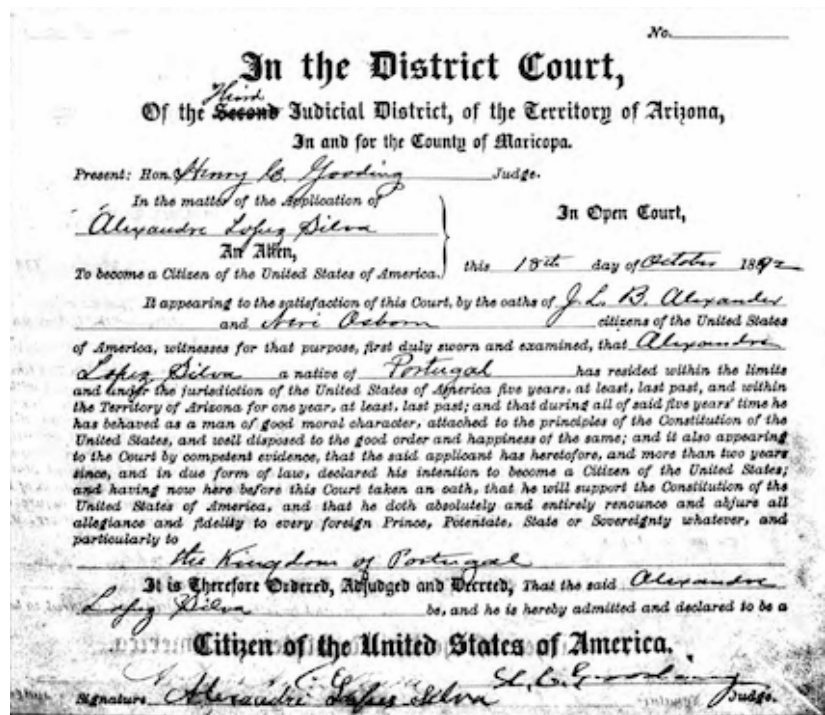 No.
In the District Court,
Third
Of the Second Judicial District, of the Territory of Arizona,
In and for the County of Maricopa.
Present: Hon. Henry C. Gooding Judge.
In the matter of the Application of
Alexandre Lopez Silva
An Alien,
To become a Citizen of the United States of America.
In Open Court,
this 18th day of October 1892
It appearing to the satisfaction of this Court, by the oaths of J. L. B. Alexander
and Neri Osborn citizens of the United States
of America, witnesses for that purpose, first duly sworn and examined, that Alexandre
Lopez Silva a native of Portugal has resided within the limits
and under the jurisdiction of the United States of America five years, at least, last past, and within
the Territory of Arizona for one year, at least, last past; and that during all of said five years' time he
has behaved as a man of good moral character, attached to the principles of the Constitution of the
United States, and well disposed to the good order and happiness of the same; and it also appearing
to the Court by competent evidence, that the said applicant has heretofore, and more than two years
since, and in due form of law, declared his intention to become a Citizen of the United States;
and having now here before this Court taken an oath, that he will support the Constitution of the
United States of America, and that he doth absolutely and entirely renounce and abjure all
allegiance and fidelity to every foreign Prince, Potentate, State or Sovereignty whatever, and
particularly to
the Kingdom of Portugal
It is Therefore Ordered, Adjudged and Decreed, That the said Alexandre
Lopez Silva be, and he is hereby admitted and declared to be a
Citizen of the United States of America.
H. C. Gooding
Signature Alexandre Lopes Silva Judge.